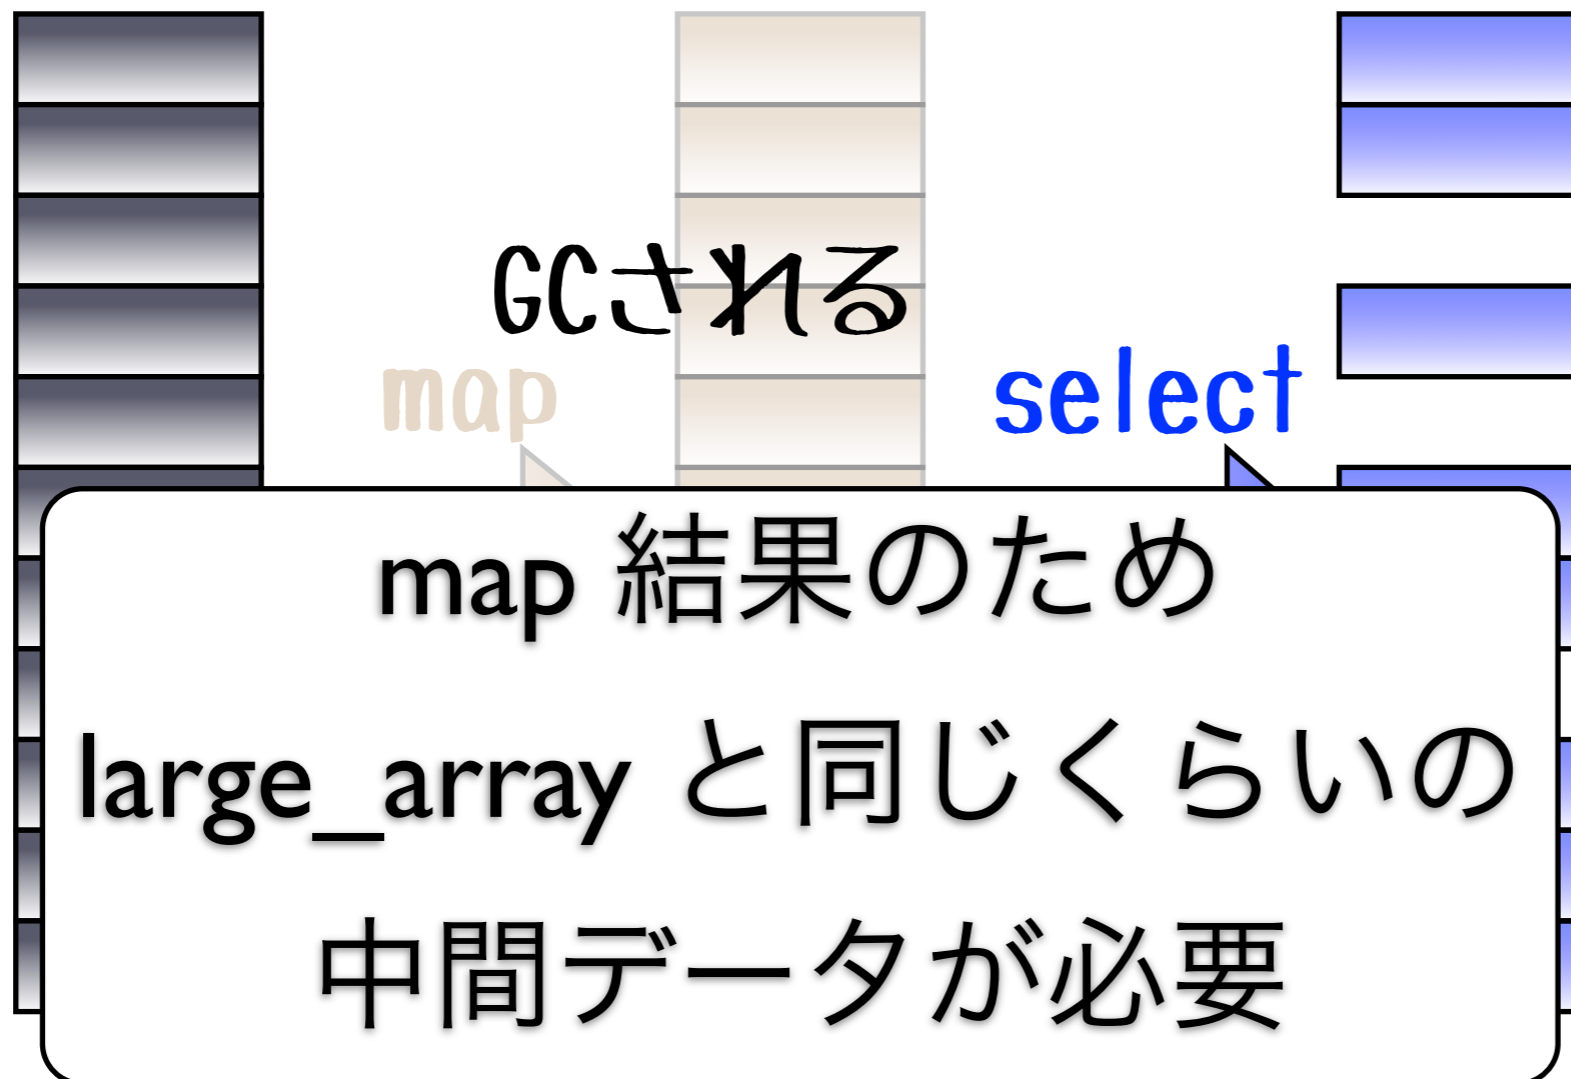 GCされる
map
select
map 結果のため
large_array と同じくらいの
中間データが必要